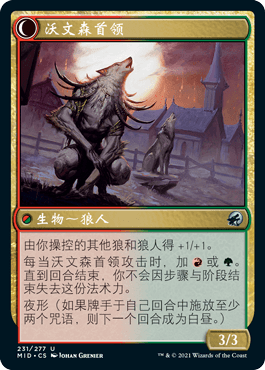 沃文森首领
生物~狼人
由你操控的其他狼和狼人得 +1/+1。
每当沃文森首领攻击时，加 或 。
直到回合结束，你不会因步骤与阶段结
束失去这份法术力。
夜形（如果牌手于自己回合中施放至少
两个咒语，则下一个回合成为白昼。）
3/3
231/277 U
MID • CS JOHAN GRENIER
™ & © 2021 Wizards of the Coast